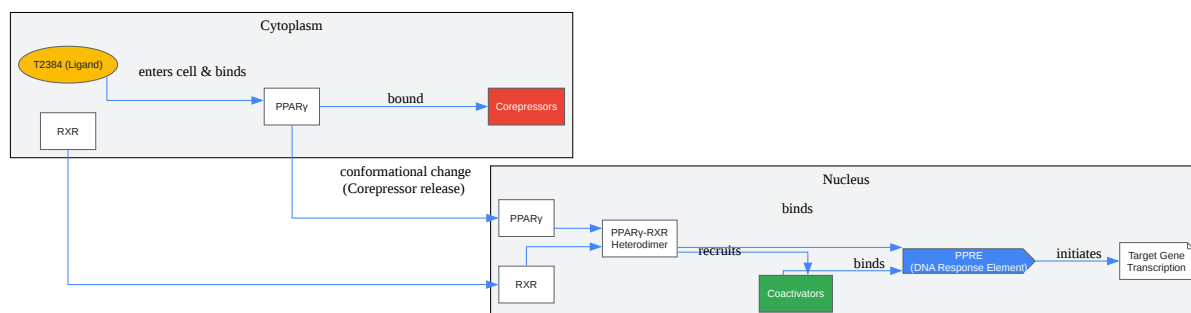 Cytoplasm
T2384 (Ligand)
enters cell & binds
PPARγ
bound
Corepressors
RXR
conformational change
(Corepressor release)
Nucleus
PPARγ
binds
PPARγ-RXR
Heterodimer
recruits
PPRE
(DNA Response Element)
initiates
Target Gene
Transcription
binds
RXR
Coactivators